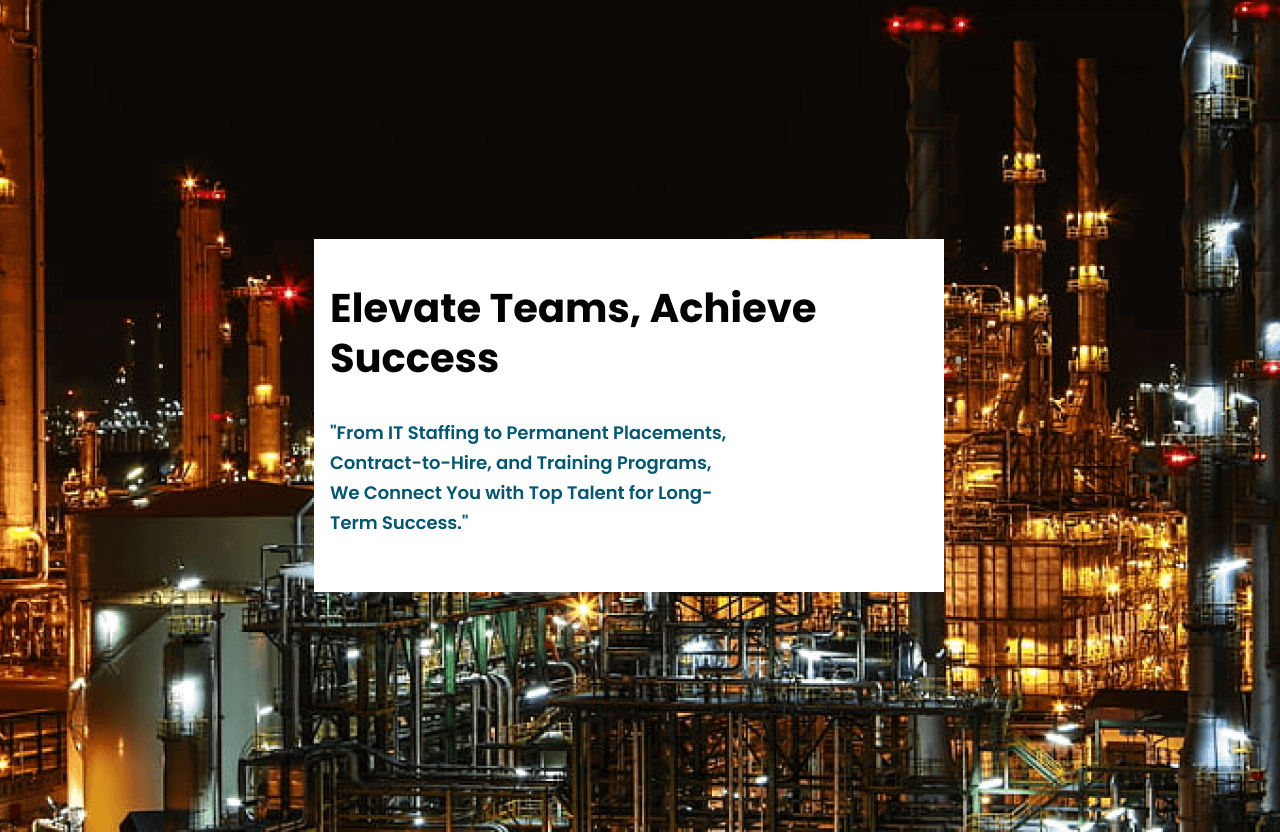 Elevate Teams, Achieve
Success
"From IT Staffing to Permanent Placements,
Contract-to-Hire, and Training Programs,
We Connect You with Top Talent for Long-
Term Success."